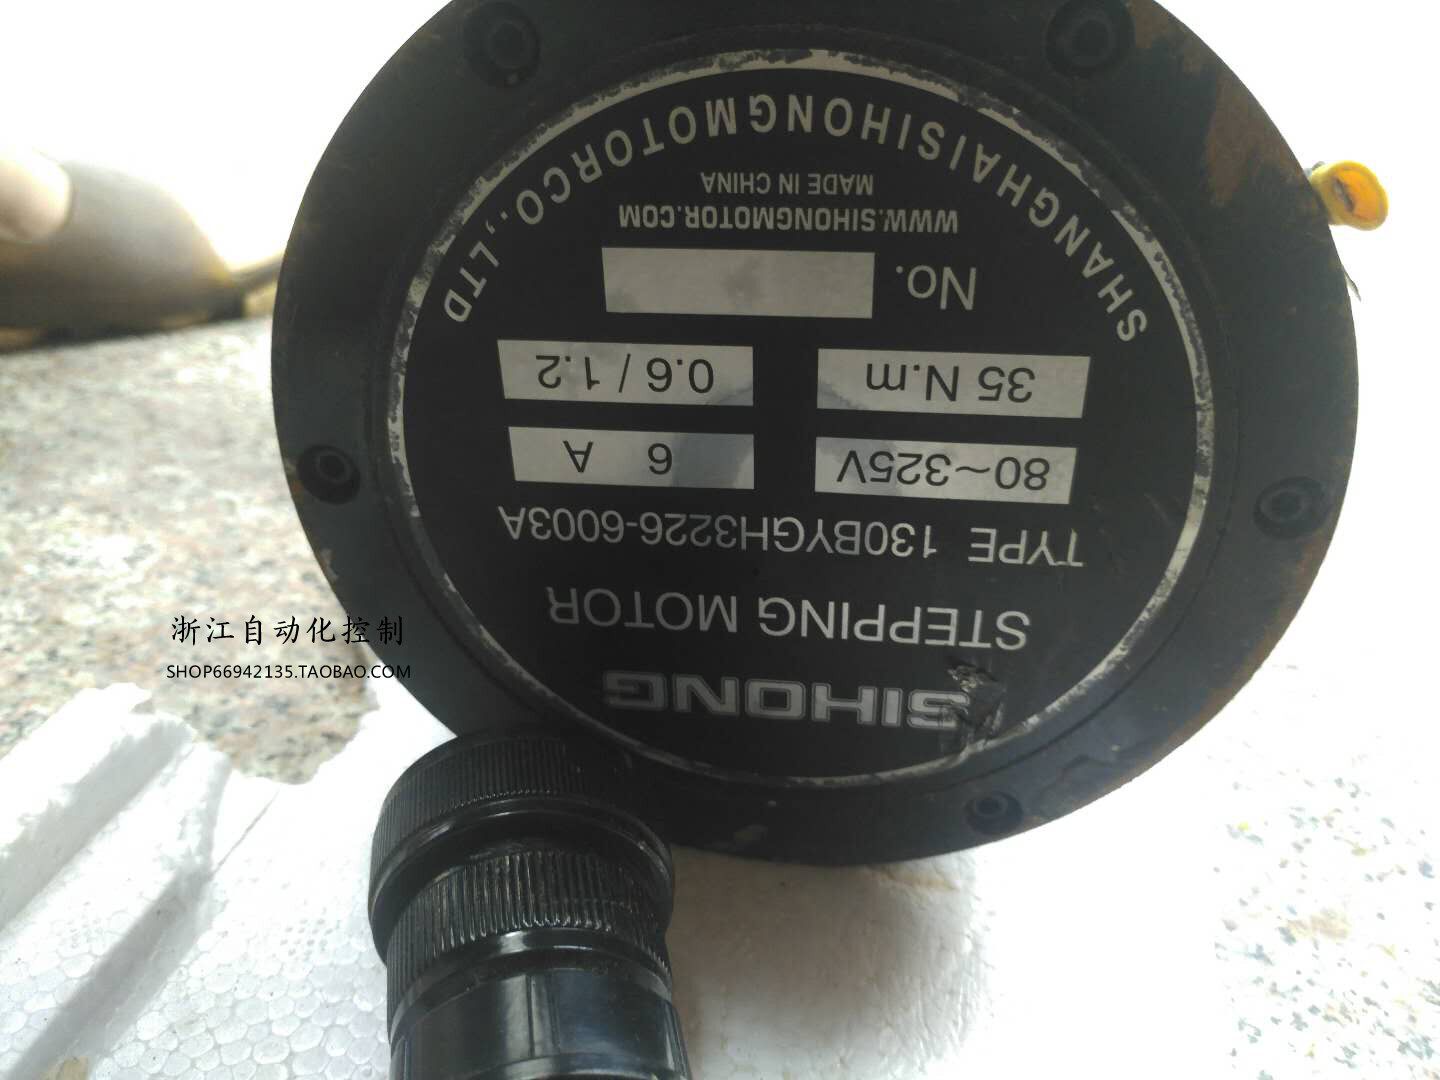 SIHONG
STEPPING MOTOR
TYPE 130BYGH3226-6003A
80~325V 6 A
35 N.m 0.6 / 1.2
No.
WWW.SIHONGMOTOR.COM
MADE IN CHINA
SHANGHAISIHONGMOTORCO.,LTD
浙江自动化控制
SHOP66942135.TAOBAO.COM